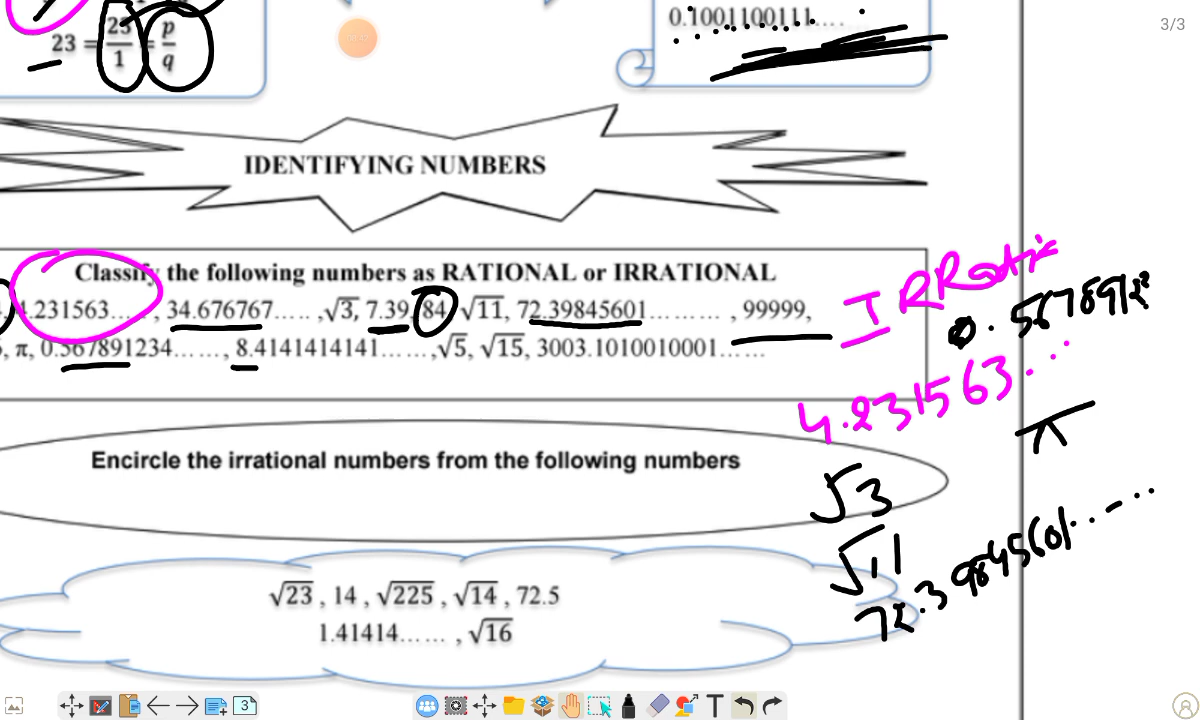 3/3
23 = 23/1 = p/q
0.1001100111....
IDENTIFYING NUMBERS
Classify the following numbers as RATIONAL or IRRATIONAL
.231563.... , 34.676767..... ,√3, 7.39, 84, √11, 72.39845601......... , 99999,
, π, 0.567891234......, 8.4141414141......,√5, √15, 3003.1010010001.........
IRRatio
0.5678912
4.231563...
π
√3
√11
72.39845601......
Encircle the irrational numbers from the following numbers
√23 , 14 , √225 , √14 , 72.5
1.41414...... , √16
3